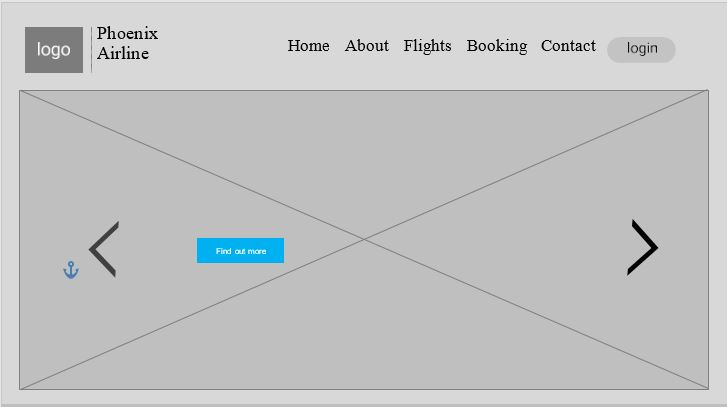 logo
Phoenix
Airline
Home About Flights Booking Contact login
Find out more